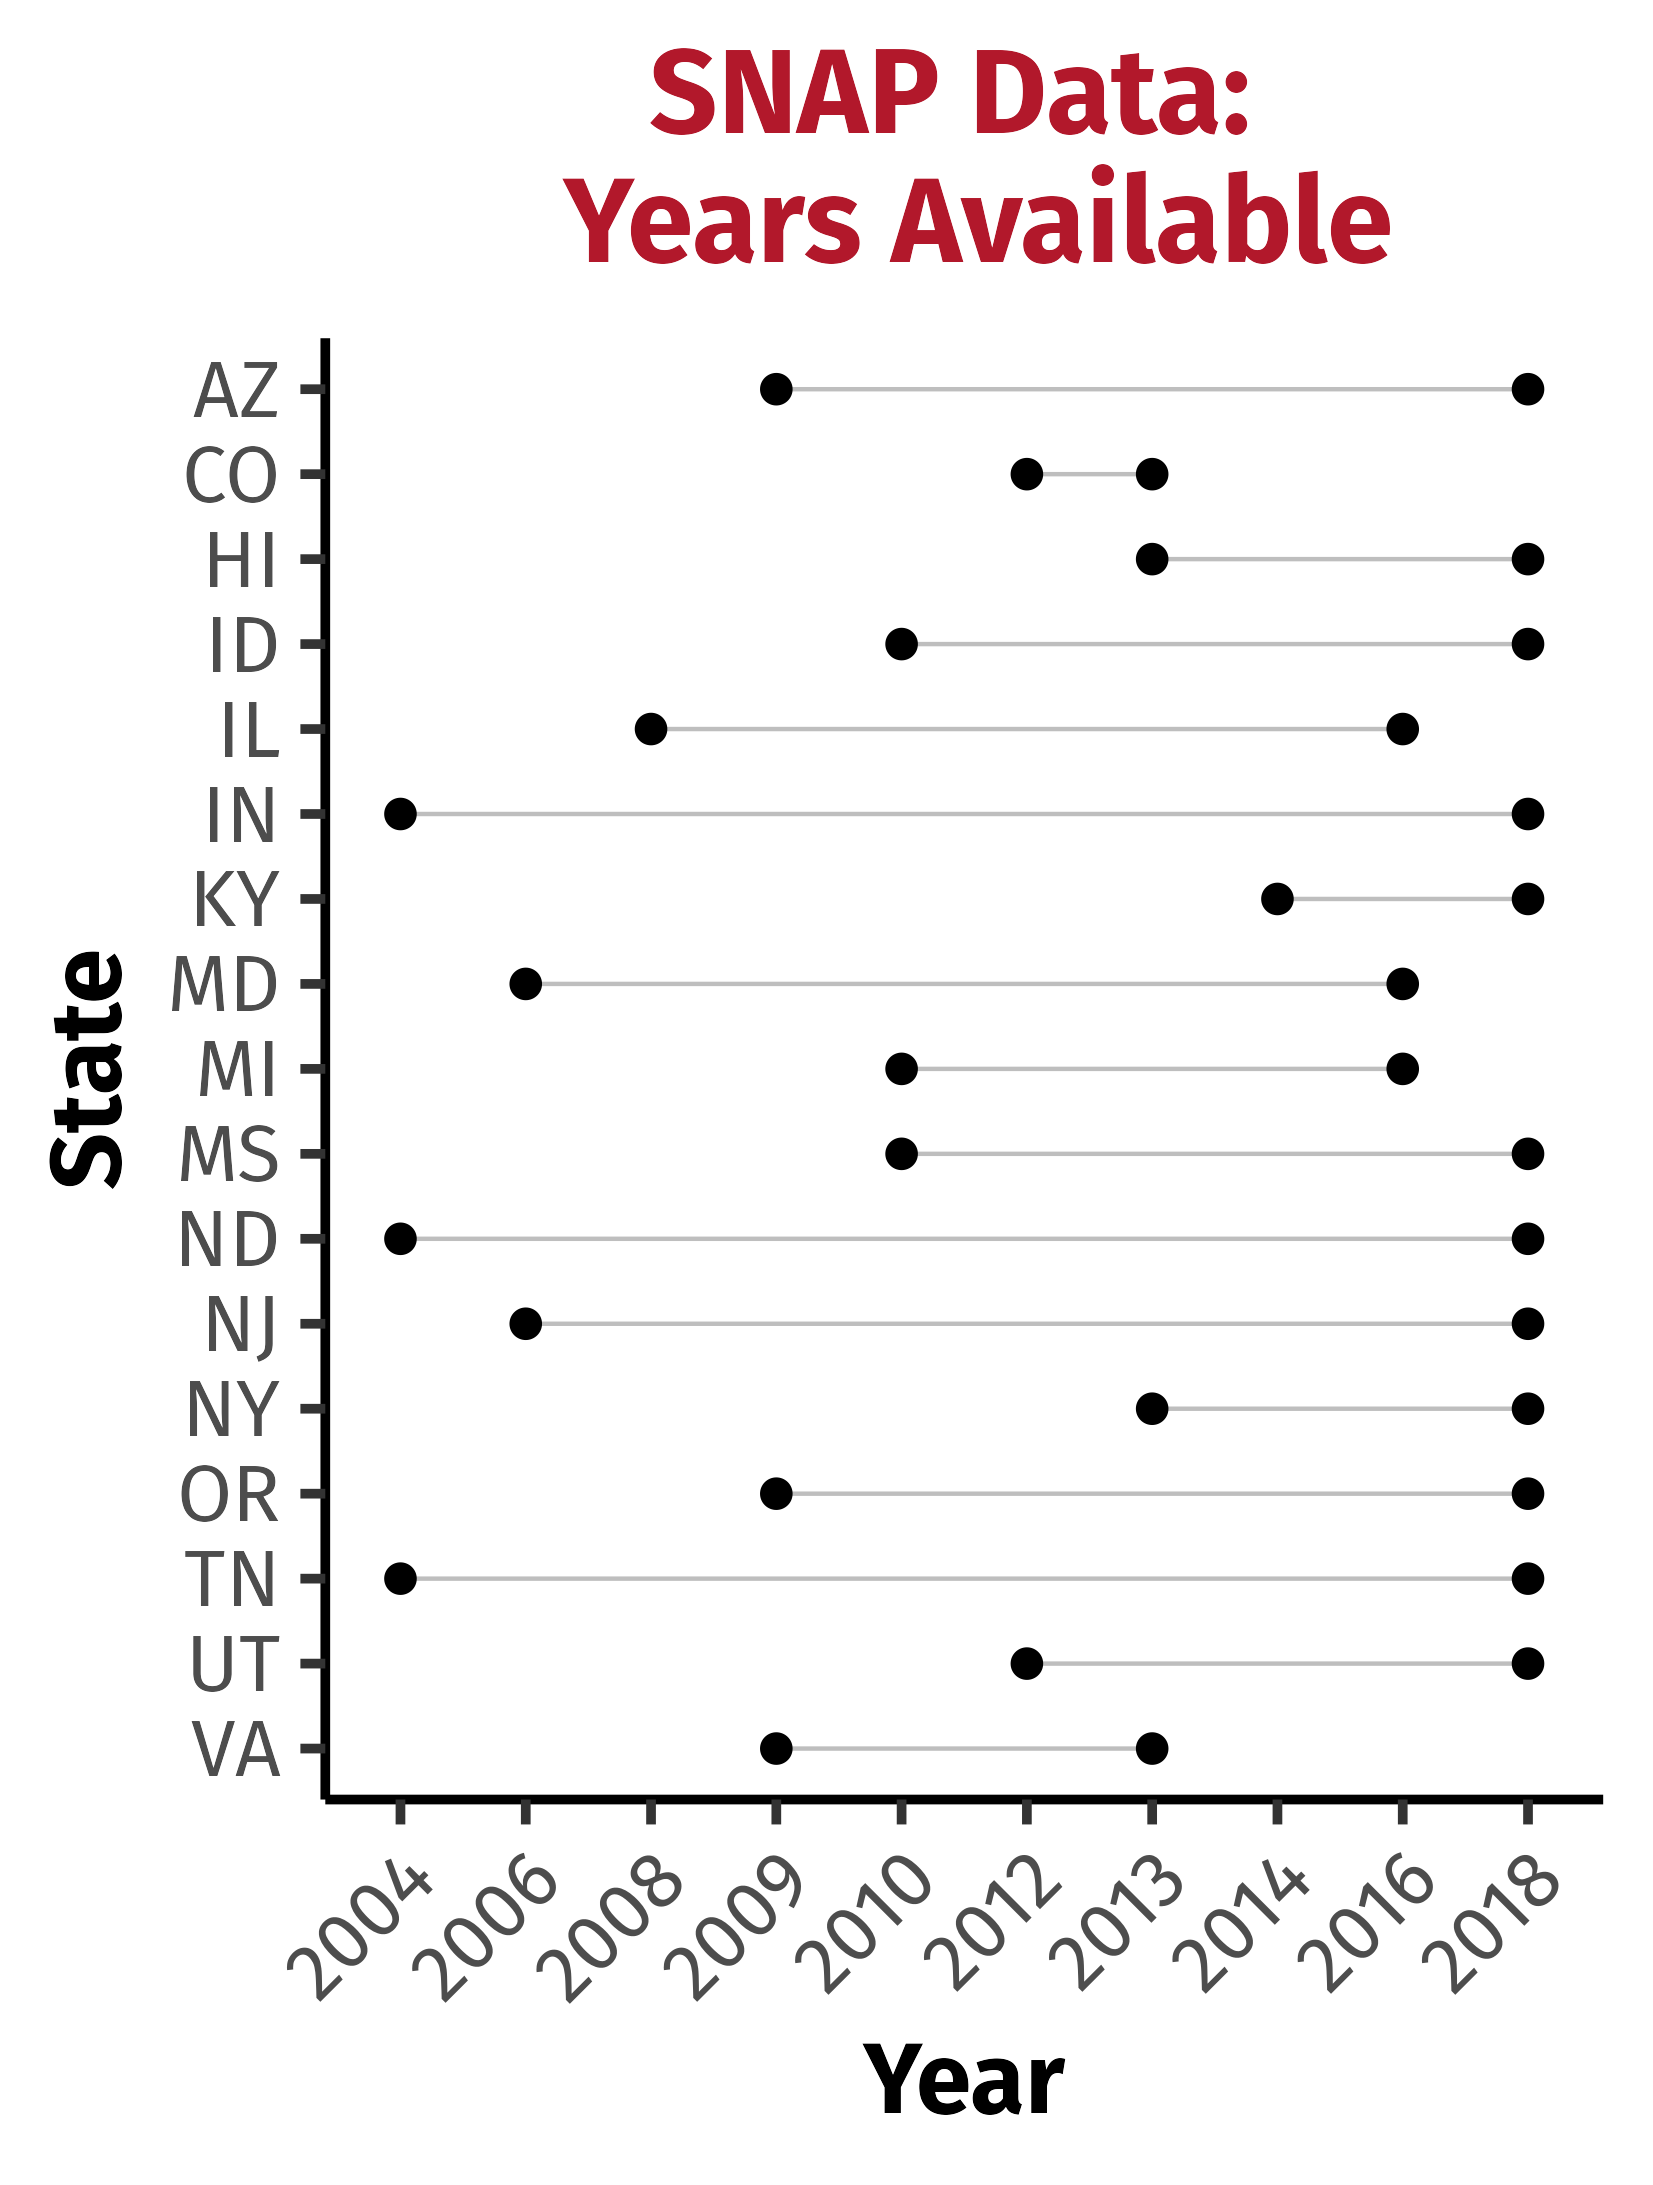 SNAP Data:
Years Available
AZ
CO
HI
ID
IL
IN
KY
MD
MI
MS
ND
NJ
NY
OR
TN
UT
VA
State
2004 2006 2008 2009 2010 2012 2013 2014 2016 2018
Year